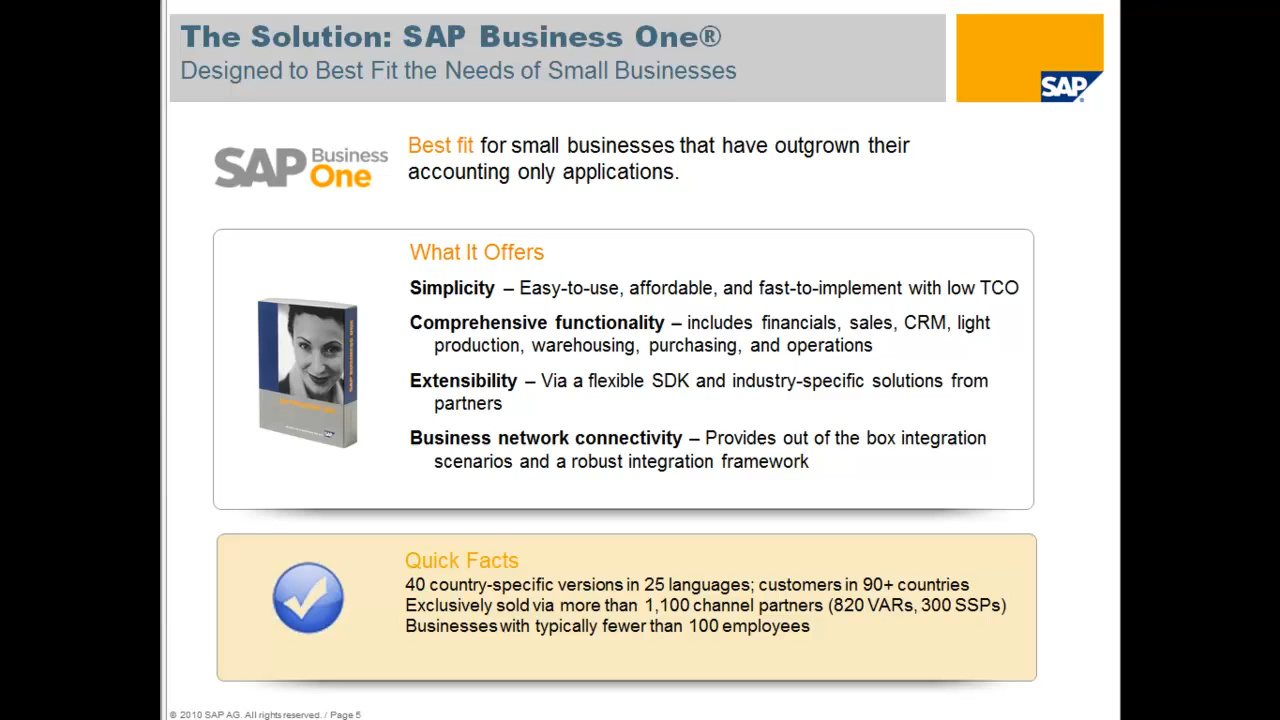 The Solution: SAP Business One®
Designed to Best Fit the Needs of Small Businesses
SAP
SAP Business One
Best fit for small businesses that have outgrown their
accounting only applications.
What It Offers
Simplicity – Easy-to-use, affordable, and fast-to-implement with low TCO
Comprehensive functionality – includes financials, sales, CRM, light
production, warehousing, purchasing, and operations
Extensibility – Via a flexible SDK and industry-specific solutions from
partners
Business network connectivity – Provides out of the box integration
scenarios and a robust integration framework
SAP
Quick Facts
40 country-specific versions in 25 languages; customers in 90+ countries
Exclusively sold via more than 1,100 channel partners (820 VARs, 300 SSPs)
Businesses with typically fewer than 100 employees
© 2010 SAP AG. All rights reserved. / Page 5